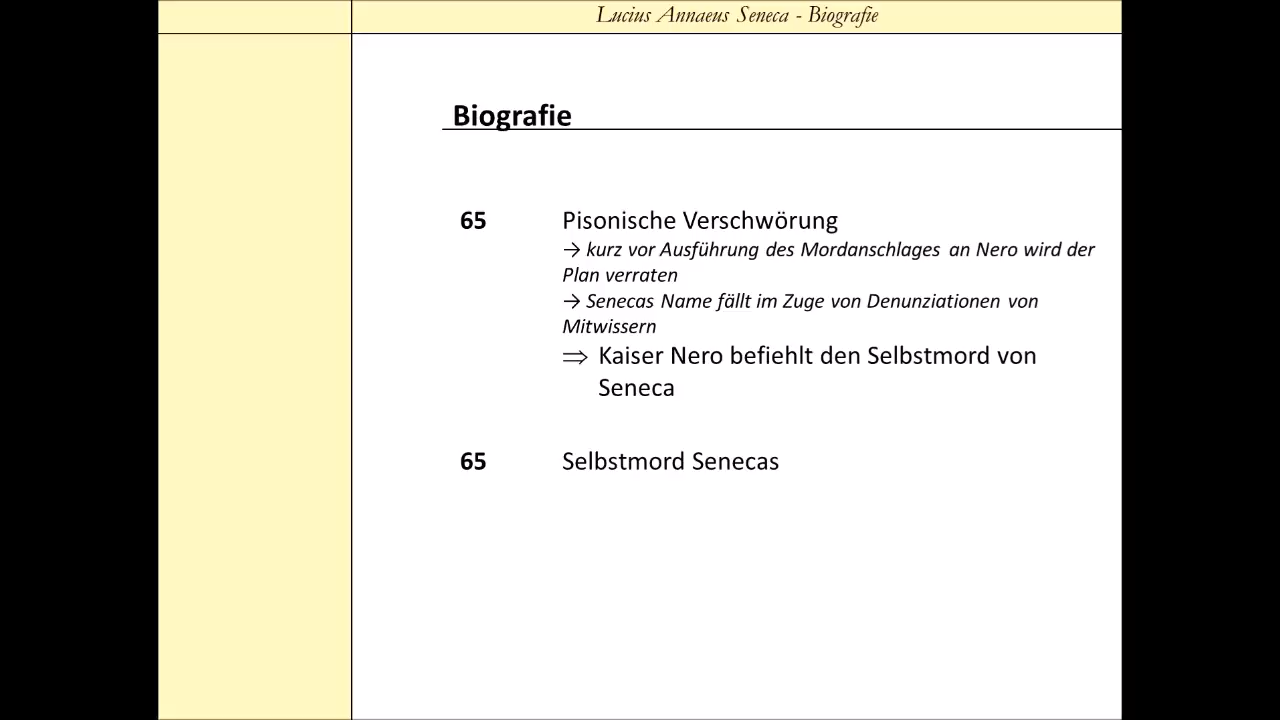 Lucius Annaeus Seneca - Biografie
Biografie
65 Pisonische Verschwörung
→ kurz vor Ausführung des Mordanschlages an Nero wird der
Plan verraten
→ Senecas Name fällt im Zuge von Denunziationen von
Mitwissern
⇒ Kaiser Nero befiehlt den Selbstmord von
Seneca
65 Selbstmord Senecas